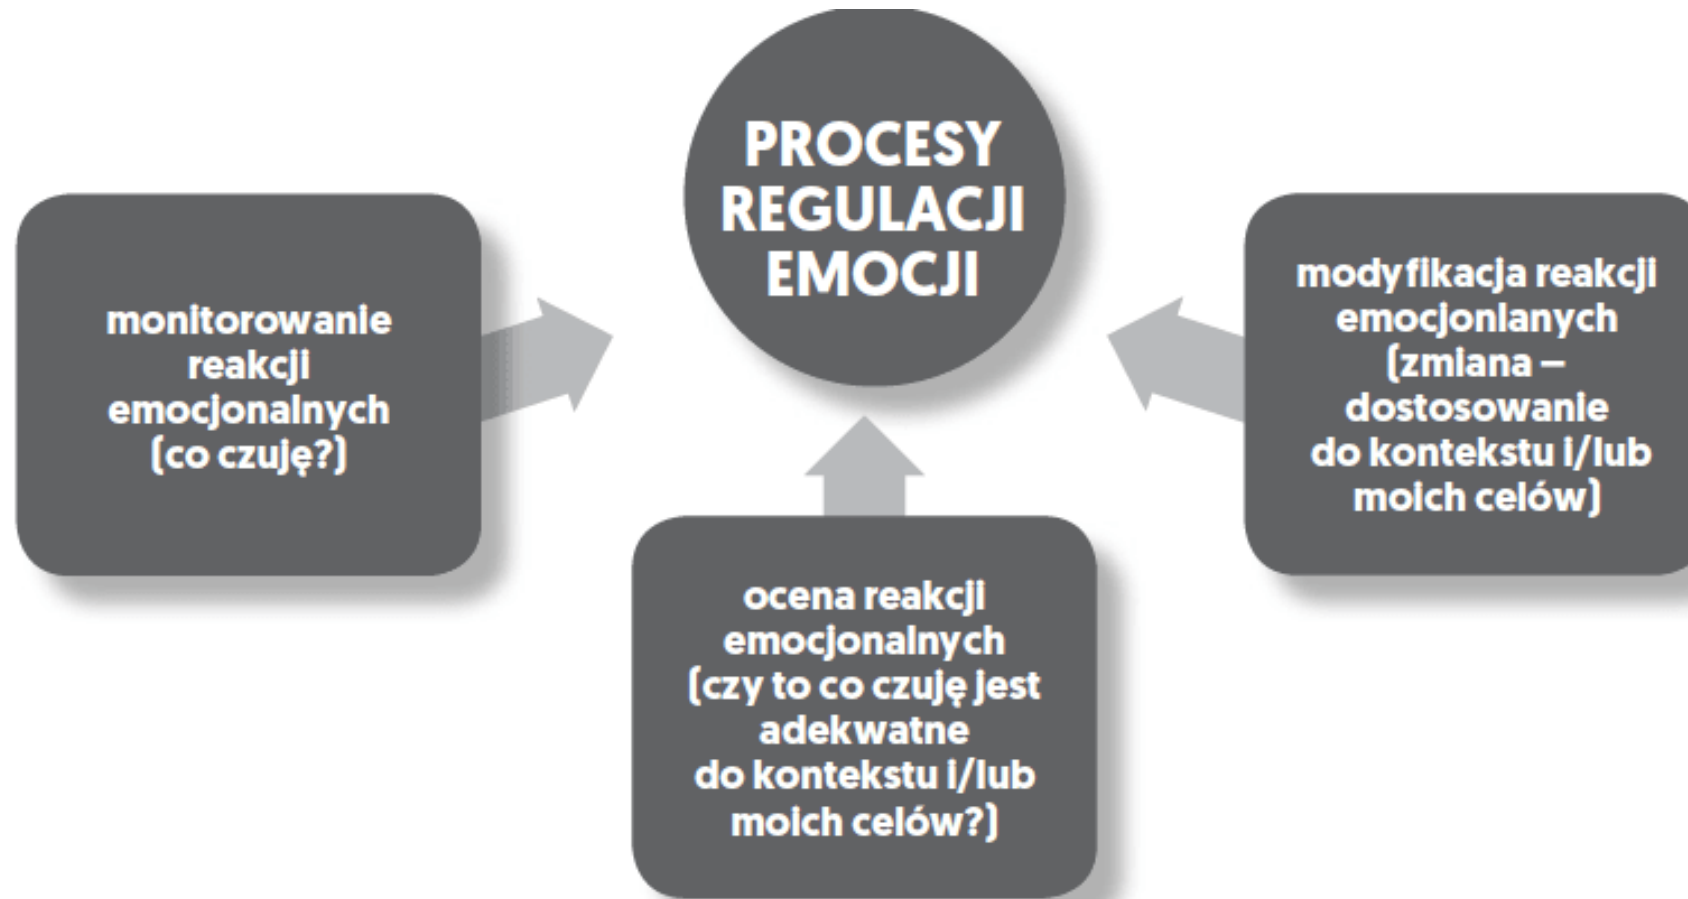 PROCESY
REGULACJI
EMOCJI
monitorowanie
reakcji
emocjonalnych
(co czuję?)
ocena reakcji
emocjonalnych
(czy to co czuję jest
adekwatne
do kontekstu i/lub
moich celów?)
modyfikacja reakcji
emocjonlanych
(zmiana –
dostosowanie
do kontekstu i/lub
moich celów)